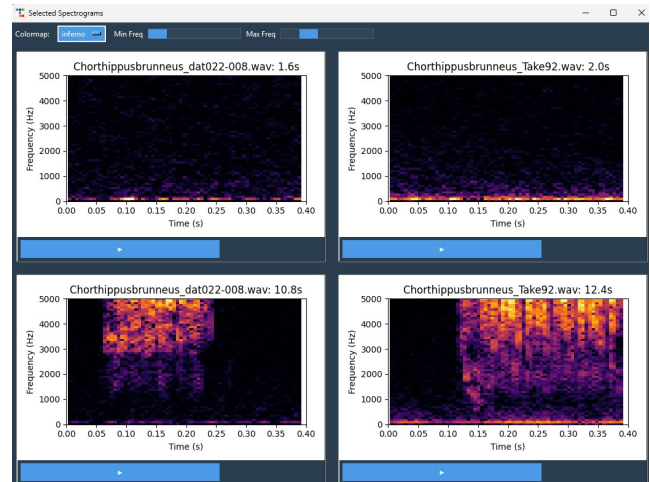 Selected Spectrograms
Colormap: inferno Min Freq Max Freq
Chorthippusbrunneus_dat022-008.wav: 1.6s
5000
4000
3000
2000
1000
0
Frequency (Hz)
0.00 0.05 0.10 0.15 0.20 0.25 0.30 0.35 0.40
Time (s)
Chorthippusbrunneus_Take92.wav: 2.0s
5000
4000
3000
2000
1000
0
Frequency (Hz)
0.00 0.05 0.10 0.15 0.20 0.25 0.30 0.35 0.40
Time (s)
Chorthippusbrunneus_dat022-008.wav: 10.8s
5000
4000
3000
2000
1000
0
Frequency (Hz)
0.00 0.05 0.10 0.15 0.20 0.25 0.30 0.35 0.40
Time (s)
Chorthippusbrunneus_Take92.wav: 12.4s
5000
4000
3000
2000
1000
0
Frequency (Hz)
0.00 0.05 0.10 0.15 0.20 0.25 0.30 0.35 0.40
Time (s)